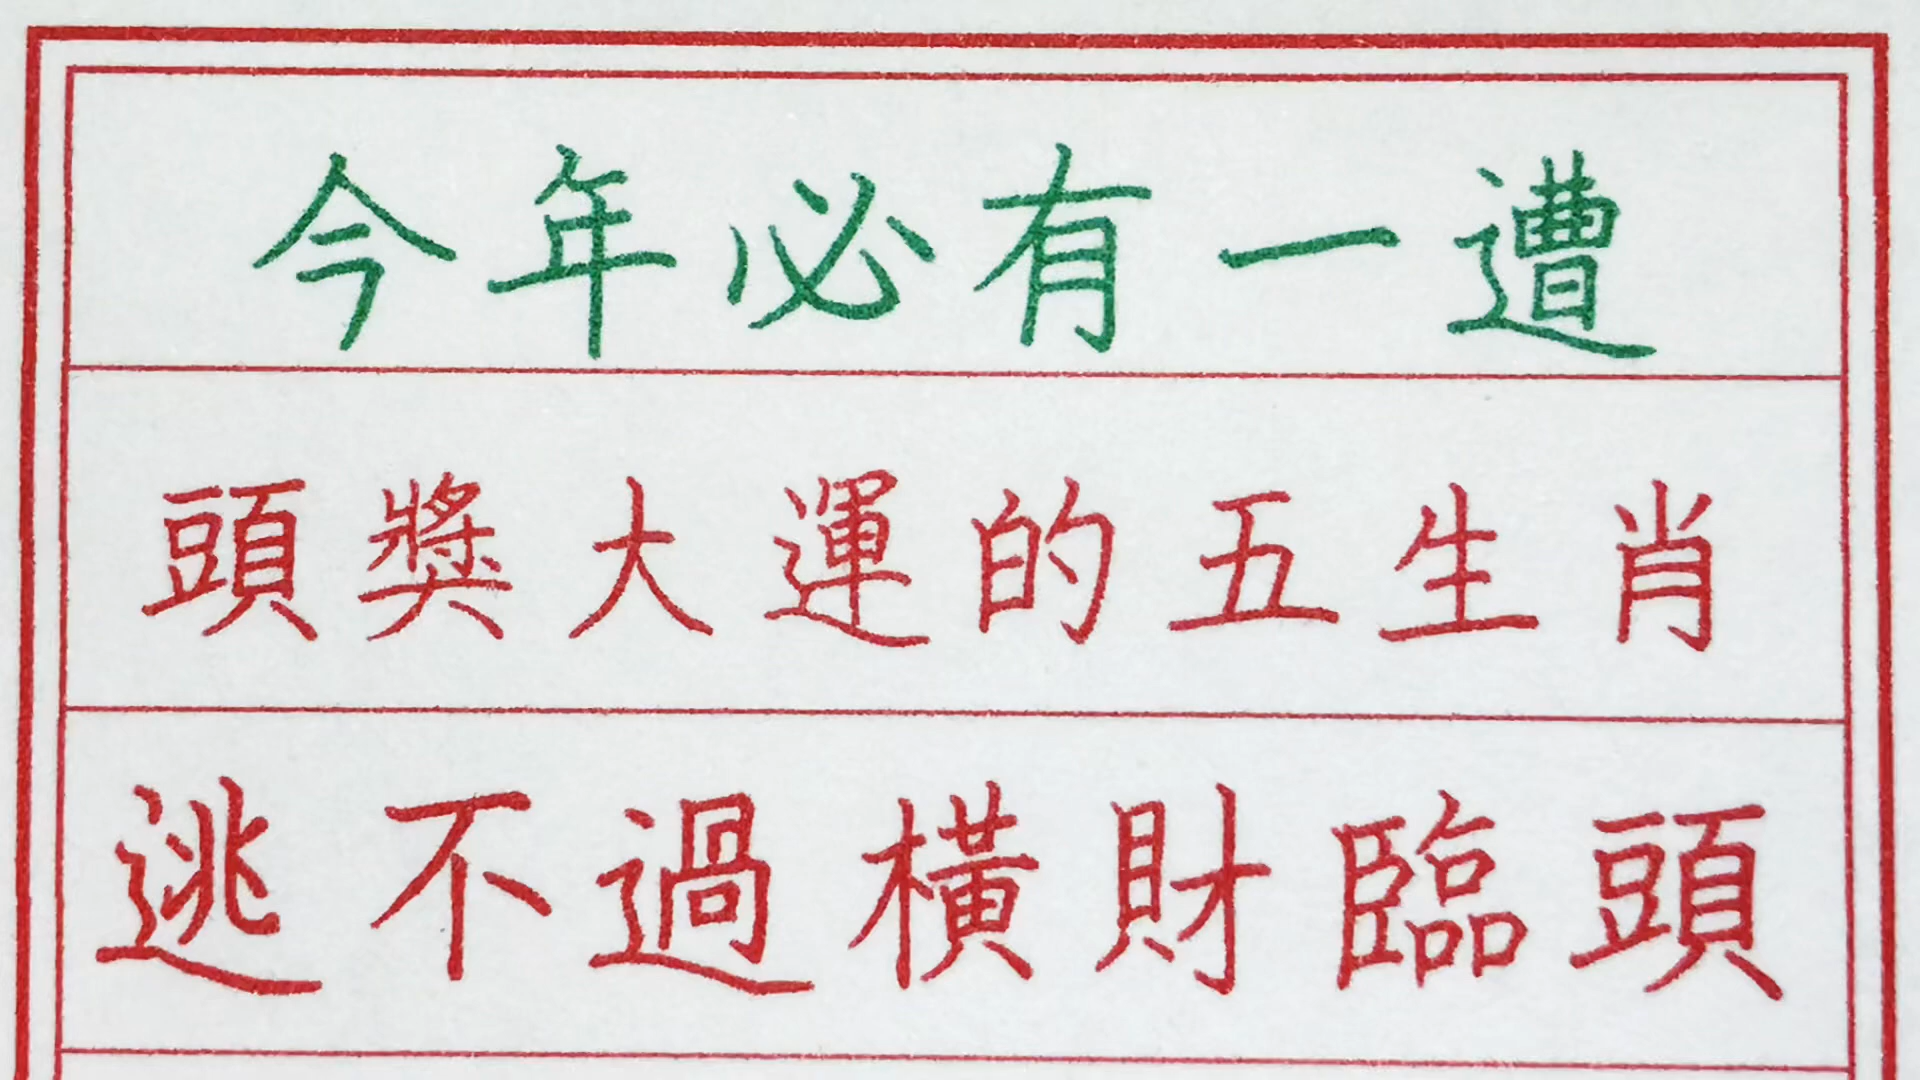 今年必有一遭
頭獎大運的五生肖
逃不過橫財臨頭